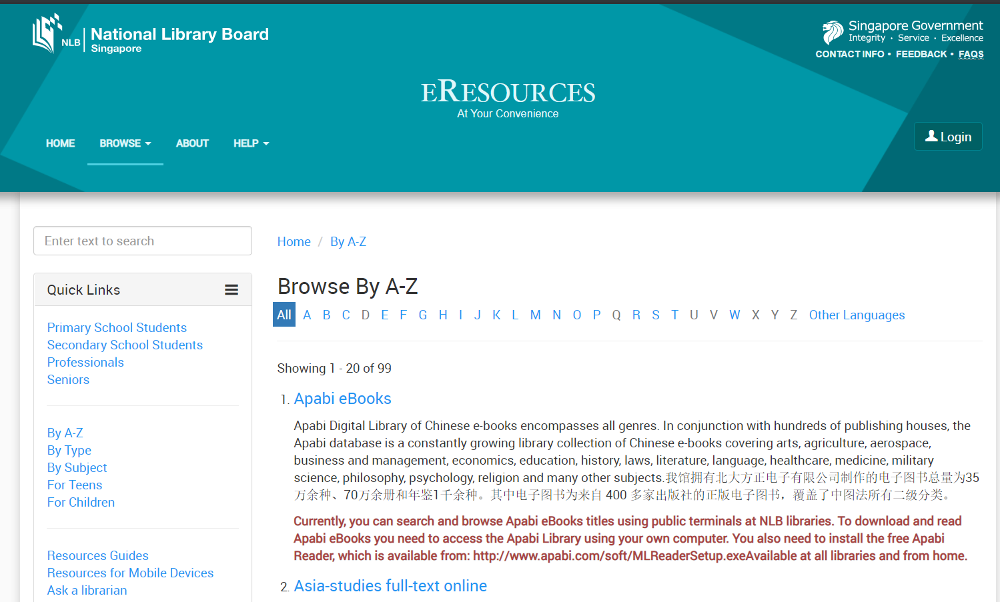 NLB
National Library Board
Singapore
Singapore Government
Integrity · Service · Excellence
CONTACT INFO • FEEDBACK • FAQS
eResources
At Your Convenience
HOME BROWSE ABOUT HELP
Login
Enter text to search
Quick Links
Primary School Students
Secondary School Students
Professionals
Seniors
By A-Z
By Type
By Subject
For Teens
For Children
Resources Guides
Resources for Mobile Devices
Ask a librarian
Home / By A-Z
Browse By A-Z
All A B C D E F G H I J K L M N O P Q R S T U V W X Y Z Other Languages
Showing 1 - 20 of 99
1. Apabi eBooks
Apabi Digital Library of Chinese e-books encompasses all genres. In conjunction with hundreds of publishing houses, the
Apabi database is a constantly growing library collection of Chinese e-books covering arts, agriculture, aerospace,
business and management, economics, education, history, laws, literature, language, healthcare, medicine, military
science, philosophy, psychology, religion and many other subjects.我馆拥有北大方正电子有限公司制作的电子图书总量为35
万余种、70万余册和年鉴1千余种。其中电子图书为来自 400 多家出版社的正版电子图书，覆盖了中图法所有二级分类。
Currently, you can search and browse Apabi eBooks titles using public terminals at NLB libraries. To download and read
Apabi eBooks you need to access the Apabi Library using your own computer. You also need to install the free Apabi
Reader, which is available from: http://www.apabi.com/soft/MLReaderSetup.exeAvailable at all libraries and from home.
2. Asia-studies full-text online